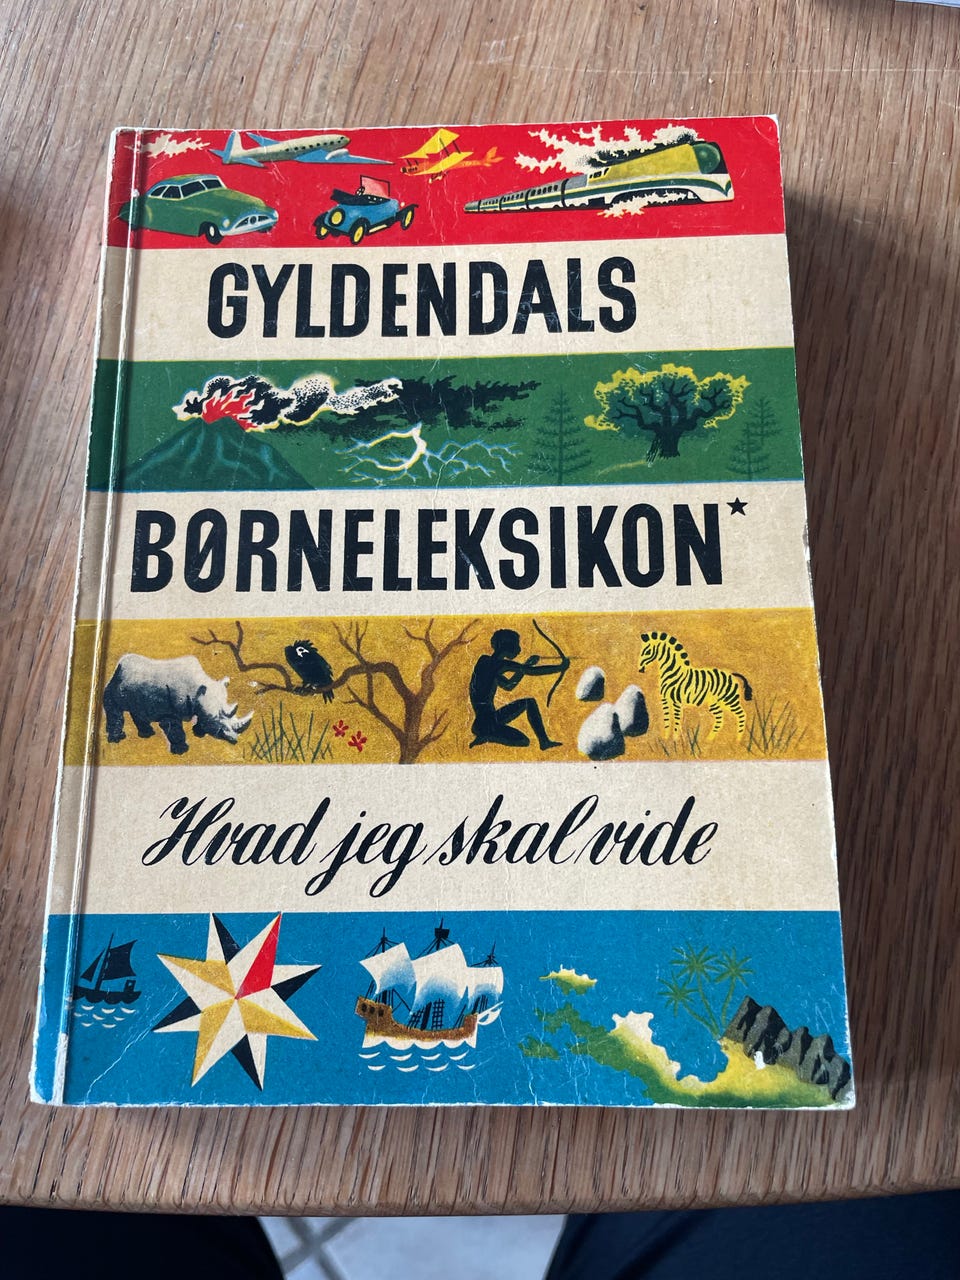 GYLDENDALS
BØRNELEKSIKON★
Hvad jeg skal vide